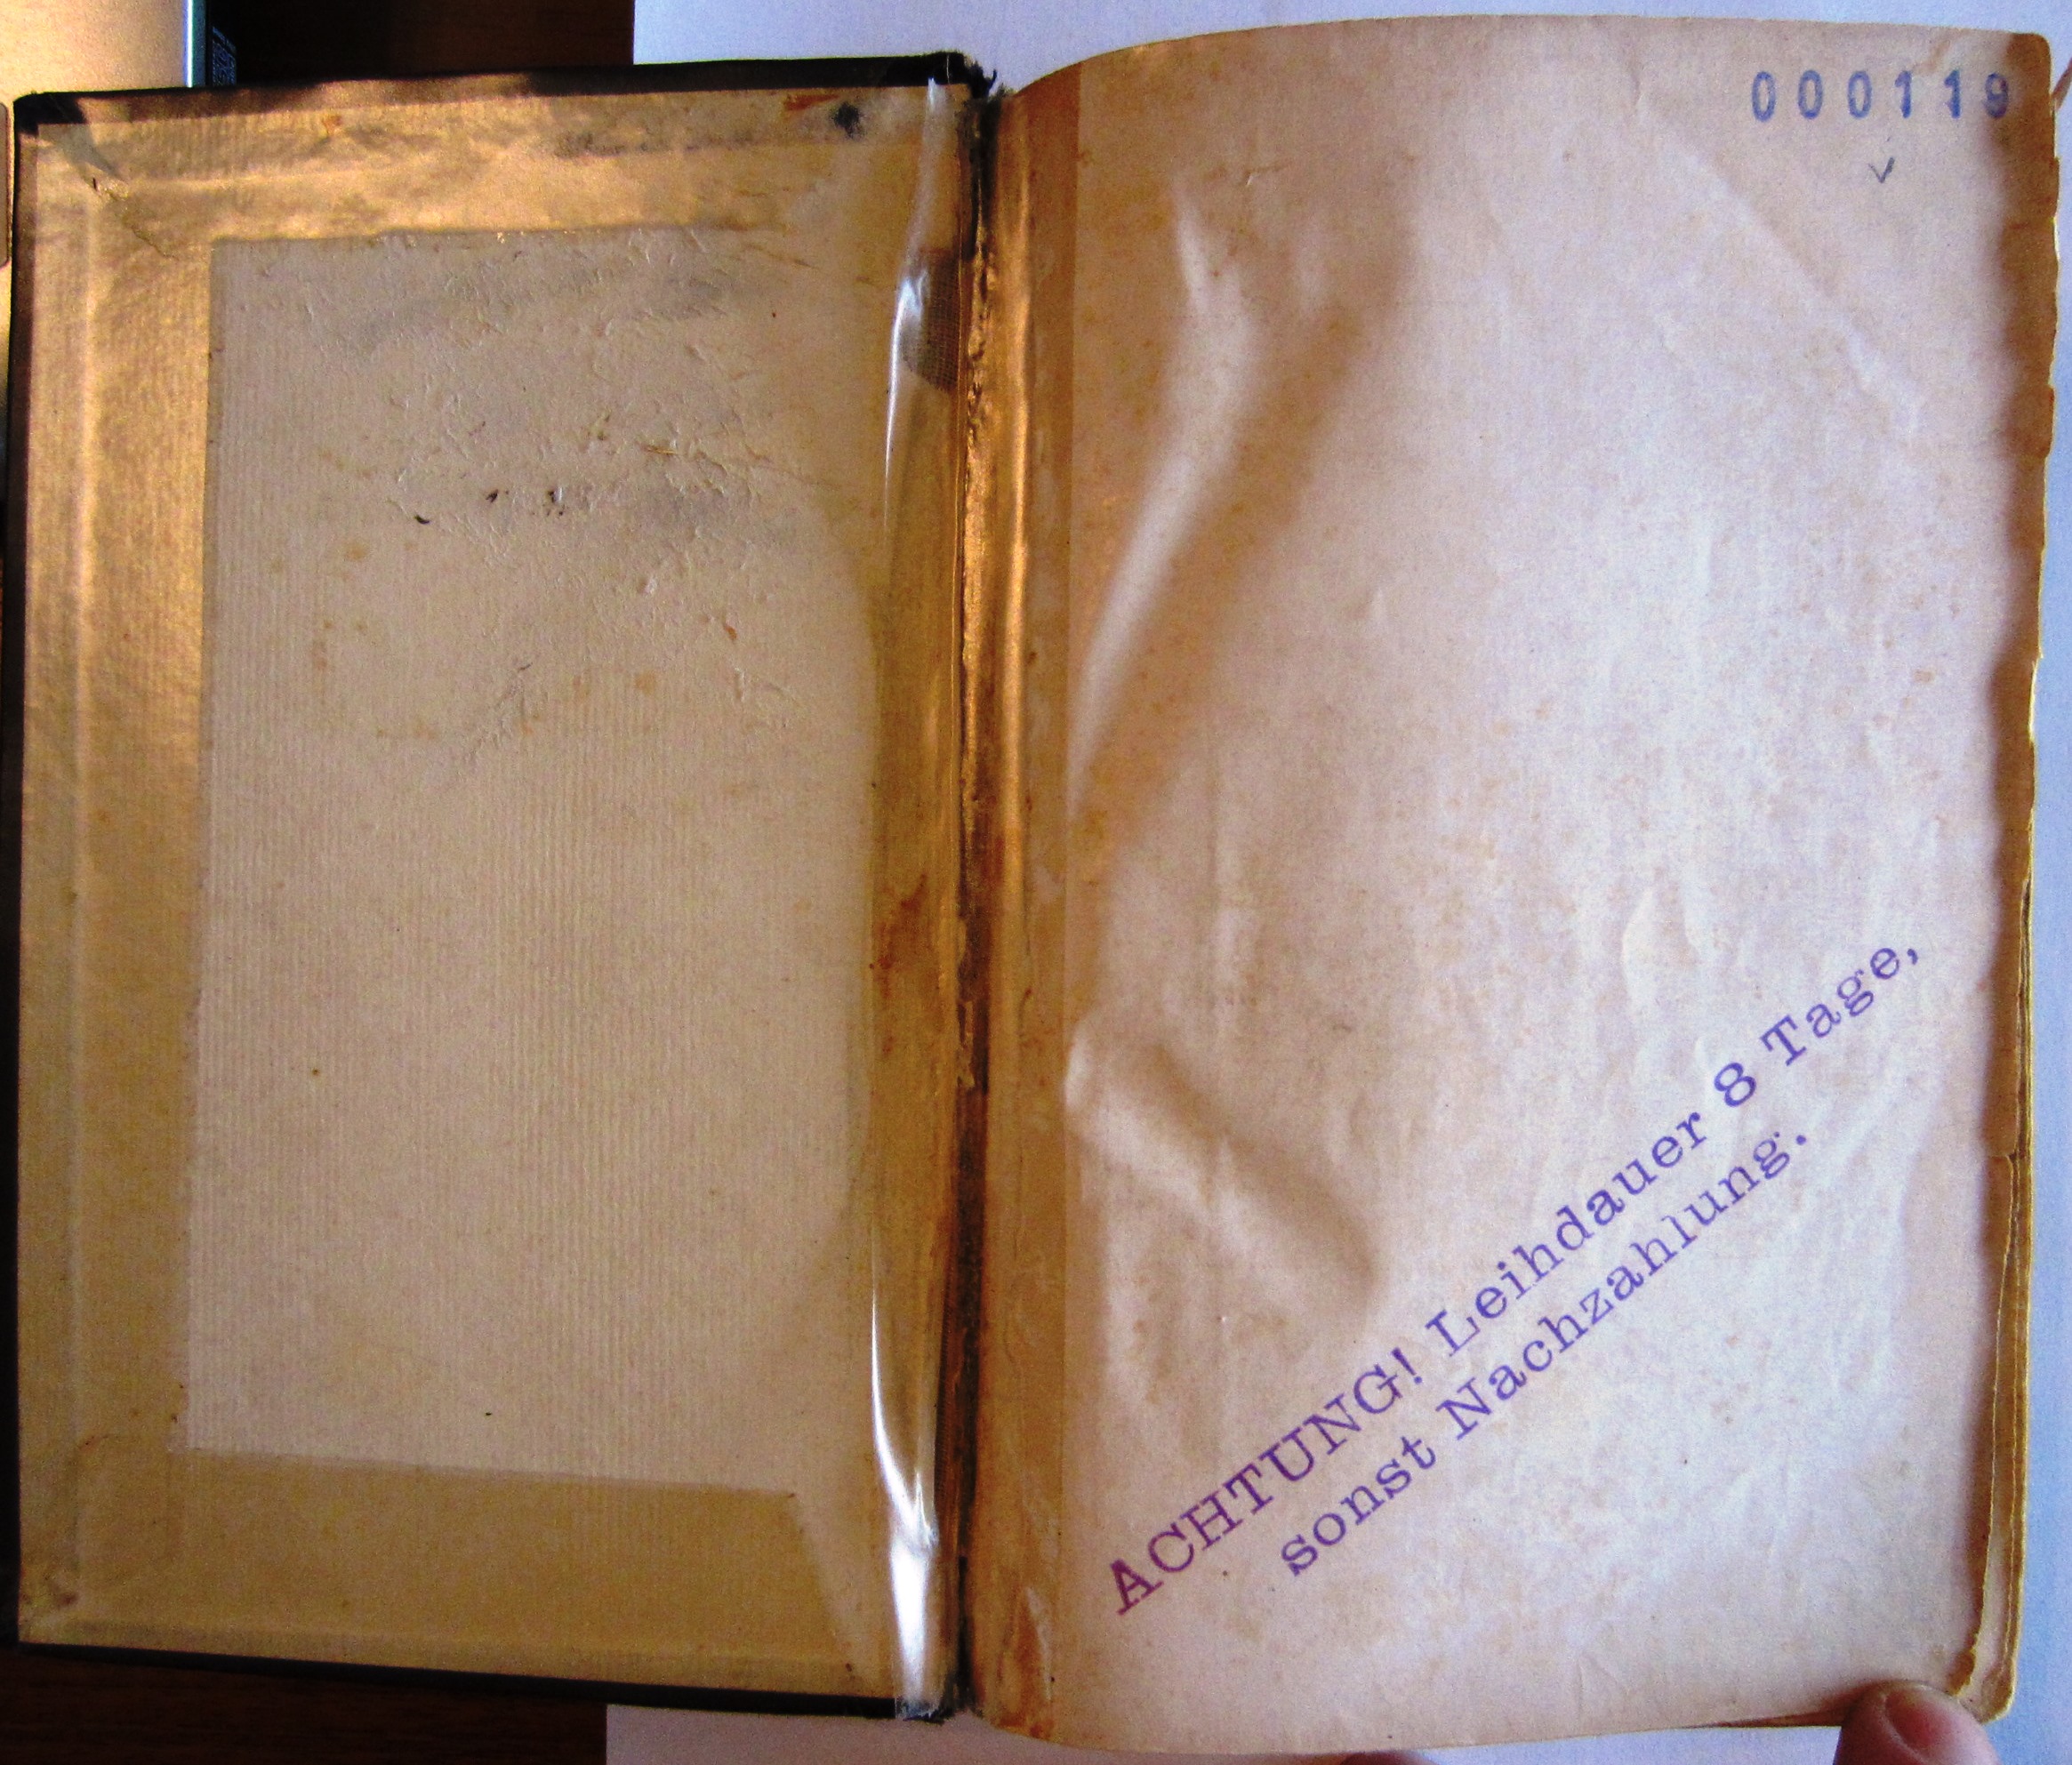 000119
ACHTUNG! Leihdauer 8 Tage,
sonst Nachzahlung.